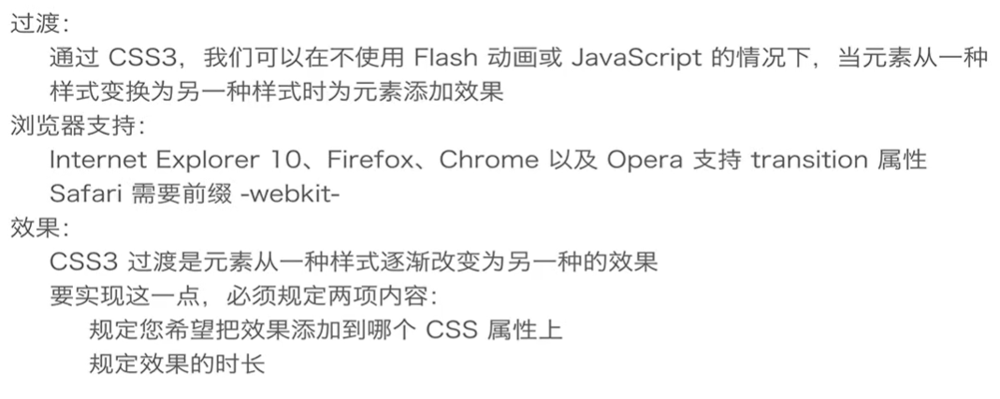 过渡：
通过 CSS3，我们可以在不使用 Flash 动画或 JavaScript 的情况下，当元素从一种
样式变换为另一种样式时为元素添加效果
浏览器支持：
Internet Explorer 10、Firefox、Chrome 以及 Opera 支持 transition 属性
Safari 需要前缀 -webkit-
效果：
CSS3 过渡是元素从一种样式逐渐改变为另一种的效果
要实现这一点，必须规定两项内容：
规定您希望把效果添加到哪个 CSS 属性上
规定效果的时长